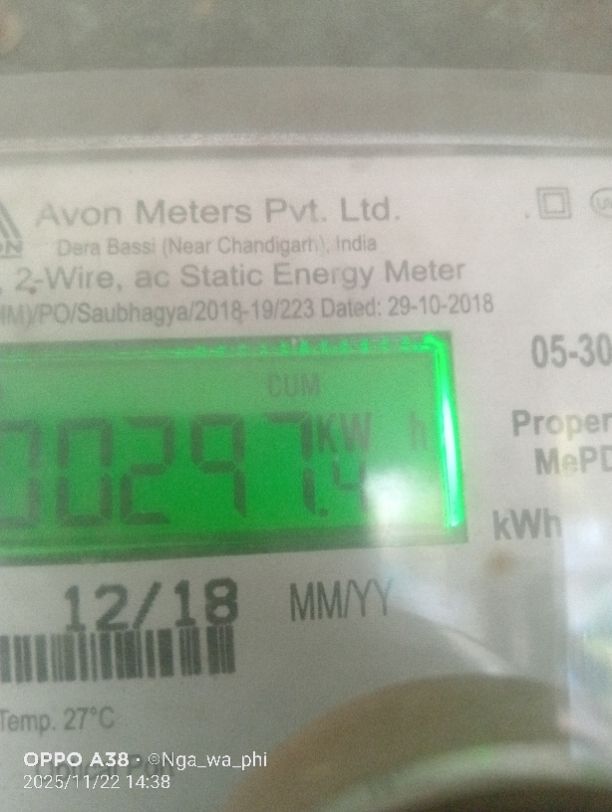 Avon Meters Pvt. Ltd.
Dera Bassi (Near Chandigarh), India
, 2-Wire, ac Static Energy Meter
/PO/Saubhagya/2018-19/223 Dated: 29-10-2018
05-30
CUM
00297.4 KW h
Proper
MePD
kWh
12/18 MM/YY
Temp. 27°C
OPPO A38 · ©Nga_wa_phi
2025/11/22 14:38